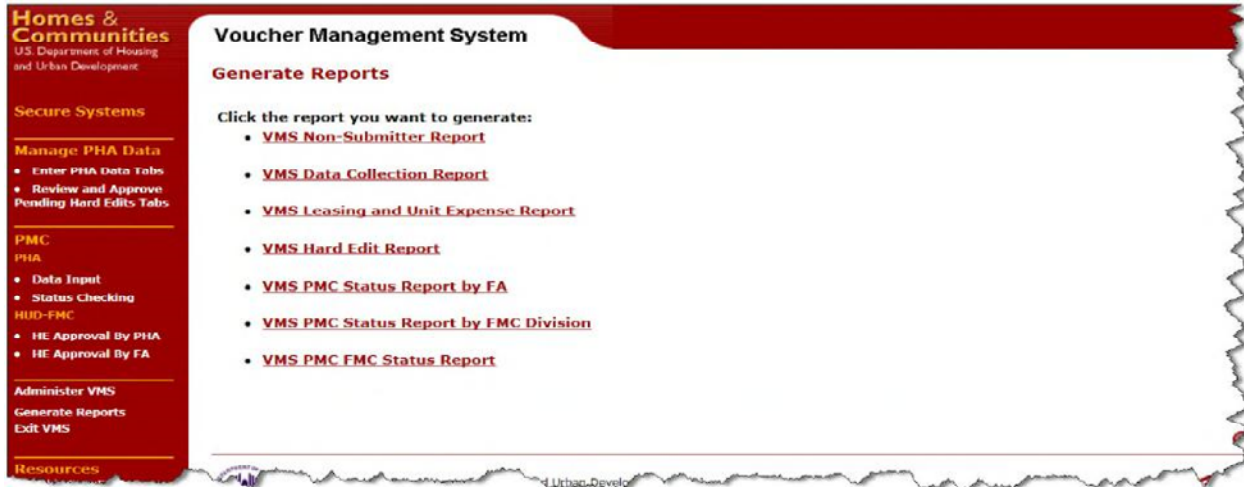 Homes &
Communities
U.S. Department of Housing
and Urban Development
Secure Systems
Manage PHA Data
• Enter PHA Data Tabs
• Review and Approve
Pending Hard Edits Tabs
PMC
PHA
• Data Input
• Status Checking
HUD-FMC
• HE Approval By PHA
• HE Approval By FA
Administer VMS
Generate Reports
Exit VMS
Resources
Voucher Management System
Generate Reports
Click the report you want to generate:
• VMS Non-Submitter Report
• VMS Data Collection Report
• VMS Leasing and Unit Expense Report
• VMS Hard Edit Report
• VMS PMC Status Report by FA
• VMS PMC Status Report by FMC Division
• VMS PMC FMC Status Report
Urban